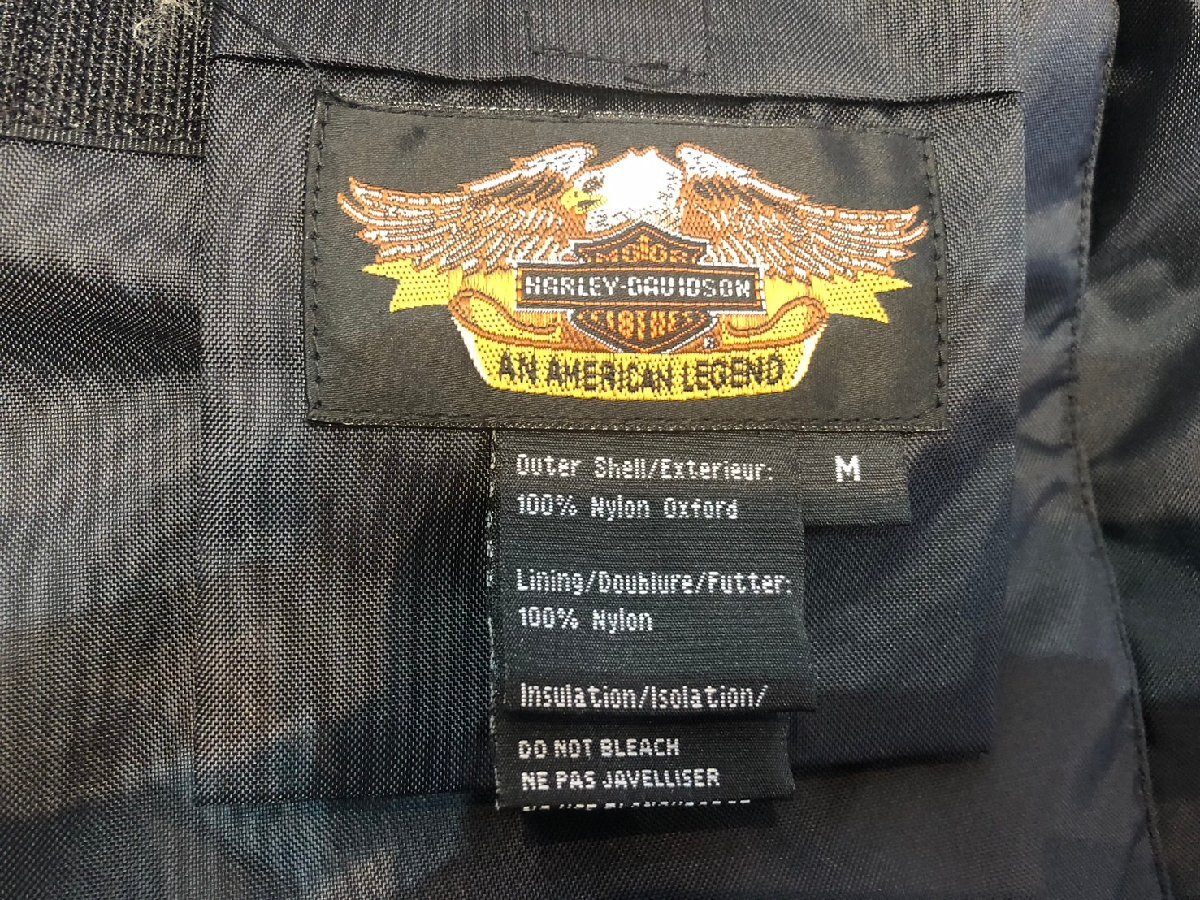 MOTOR
HARLEY-DAVIDSON
AN AMERICAN LEGEND
M
Outer Shell/Exterieur:
100% Nylon Oxford
Lining/Doublure/Futter:
100% Nylon
Insulation/Isolation/
DO NOT BLEACH
NE PAS JAVELLISER